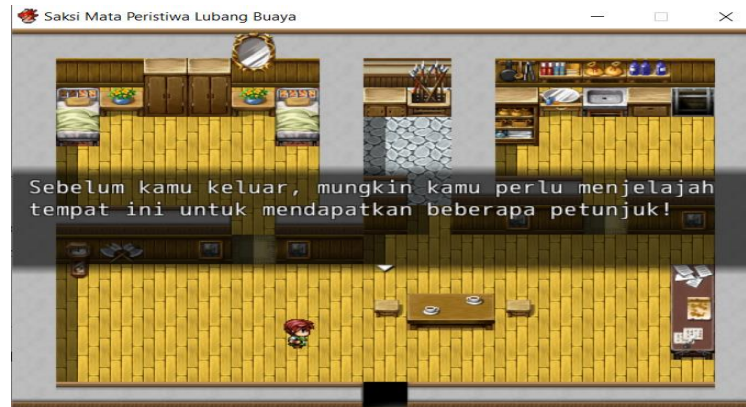 Saksi Mata Peristiwa Lubang Buaya
Sebelum kamu keluar, mungkin kamu perlu menjelajah
tempat ini untuk mendapatkan beberapa petunjuk!